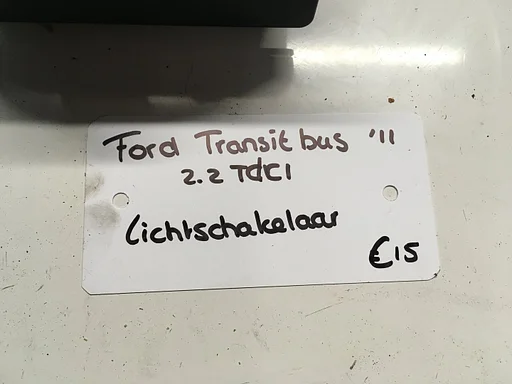 Ford Transit bus '11
2.2 TDCI
Lichtschakelaar
€15